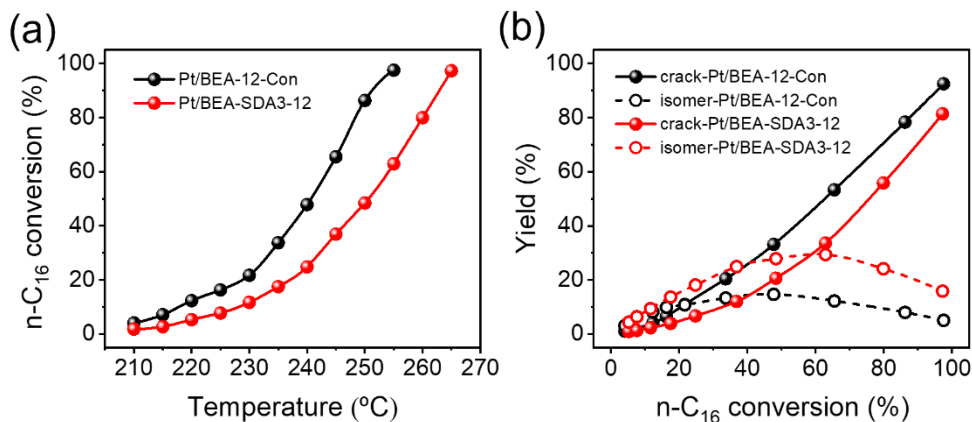 (a)
n-C16 conversion (%)
100
80
60
40
20
0
Pt/BEA-12-Con
Pt/BEA-SDA3-12
210 220 230 240 250 260 270
Temperature (ºC)
(b)
Yield (%)
100
80
60
40
20
0
crack-Pt/BEA-12-Con
isomer-Pt/BEA-12-Con
crack-Pt/BEA-SDA3-12
isomer-Pt/BEA-SDA3-12
0 20 40 60 80 100
n-C16 conversion (%)